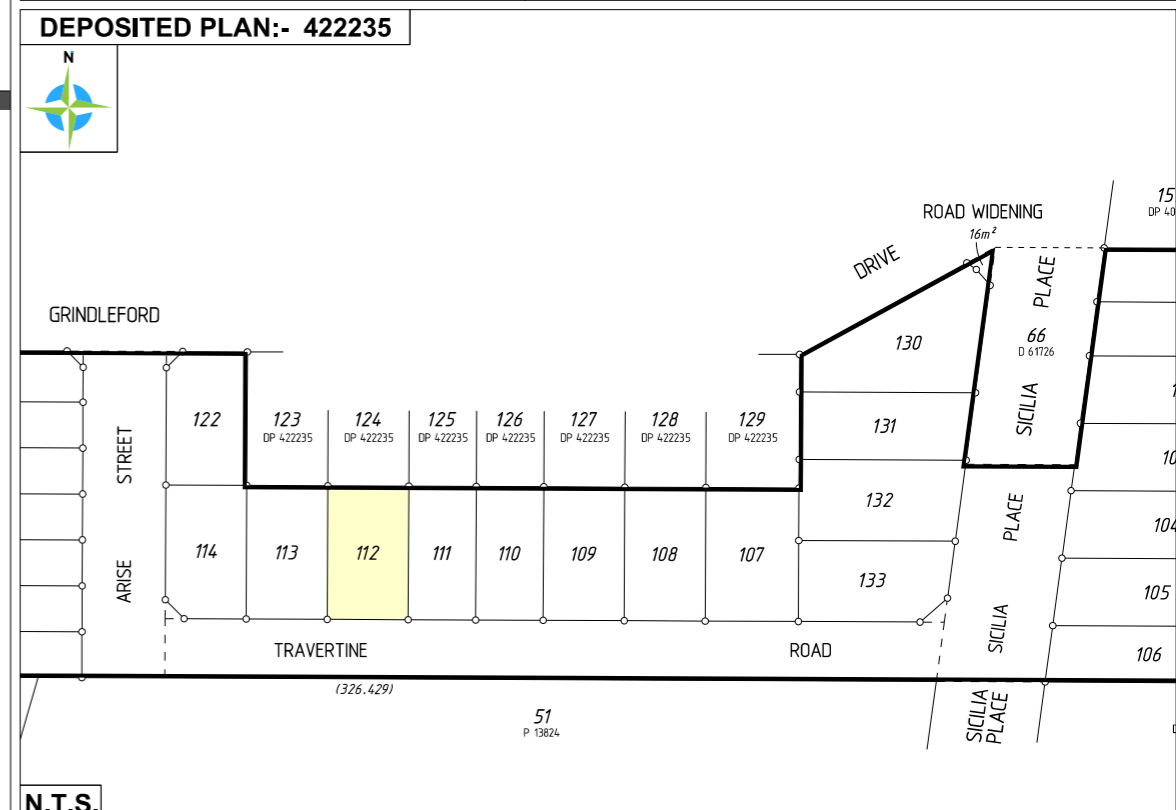 DEPOSITED PLAN:- 422235
N
ROAD WIDENING
16m²
DRIVE
GRINDLEFORD
PLACE
66
D 61726
SICILIA
130
131
132
133
122
123
DP 422235
124
DP 422235
125
DP 422235
126
DP 422235
127
DP 422235
128
DP 422235
129
DP 422235
STREET
ARISE
114
113
112
111
110
109
108
107
PLACE
SICILIA
104
105
106
TRAVERTINE
ROAD
(326.429)
51
P 13824
SICILIA
PLACE
N.T.S.